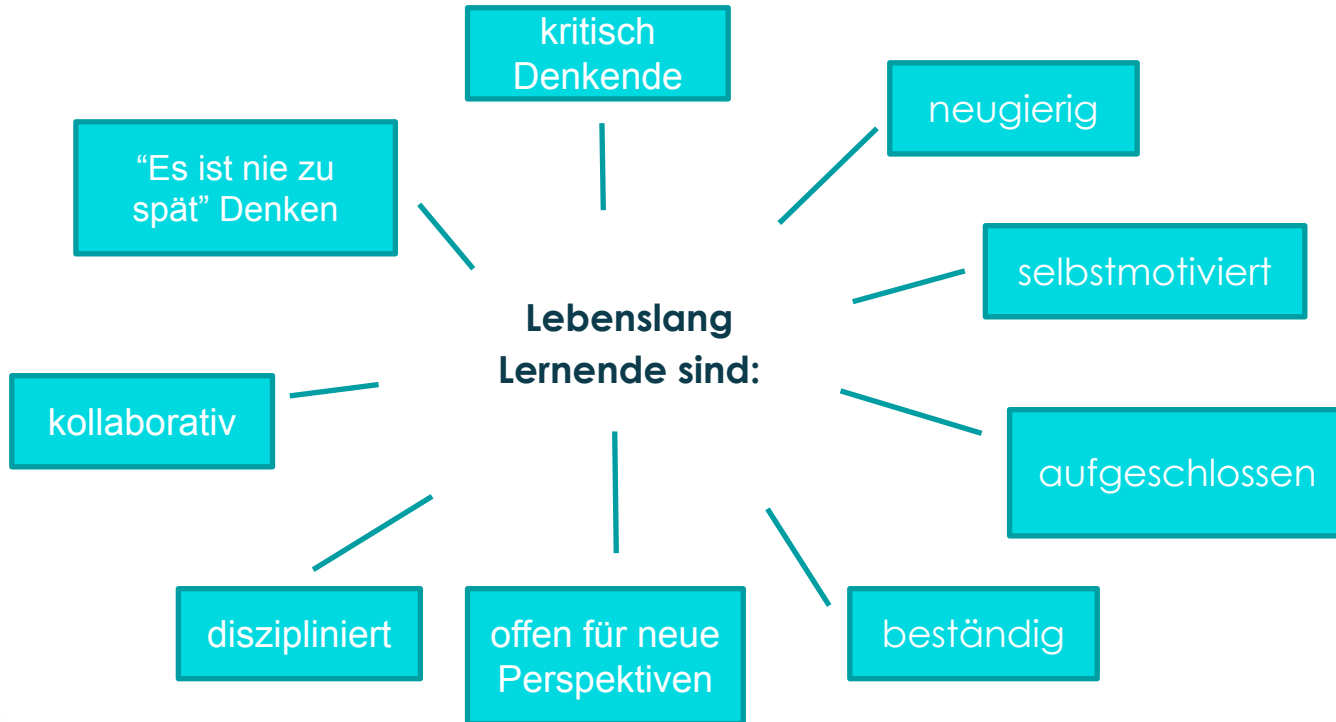 kritisch
Denkende
neugierig
“Es ist nie zu
spät” Denken
selbstmotiviert
Lebenslang
Lernende sind:
kollaborativ
aufgeschlossen
diszipliniert
offen für neue
Perspektiven
beständig